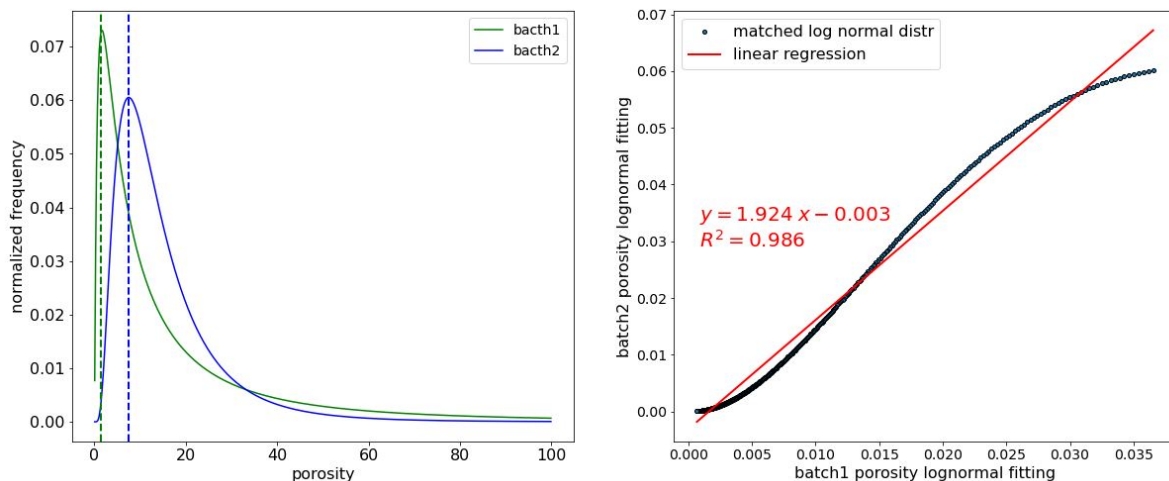 bacth1
bacth2
normalized frequency
0.07
0.06
0.05
0.04
0.03
0.02
0.01
0.00
0 20 40 60 80 100
porosity
matched log normal distr
linear regression
batch2 porosity lognormal fitting
0.07
0.06
0.05
0.04
0.03
0.02
0.01
0.00
y = 1.924 x − 0.003
R² = 0.986
0.000 0.005 0.010 0.015 0.020 0.025 0.030 0.035
batch1 porosity lognormal fitting